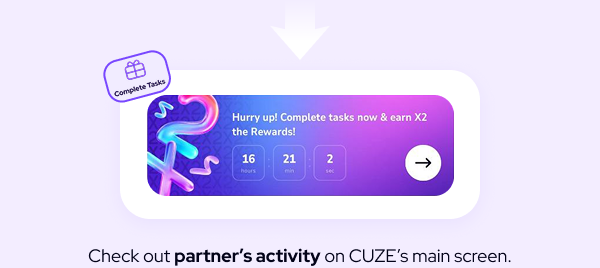 Complete Tasks
Hurry up! Complete tasks now & earn X2
the Rewards!
16 21 2
hours min sec
Check out partner's activity on CUZE's main screen.